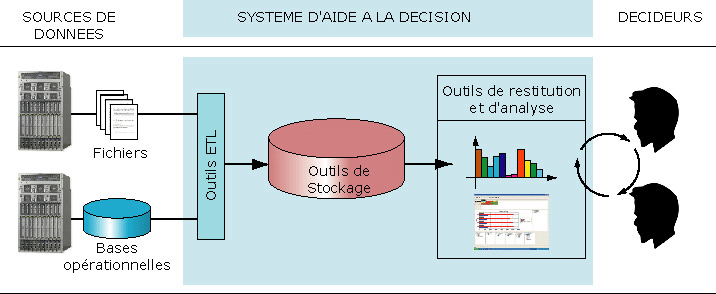 SOURCES DE
DONNEES
SYSTEME D'AIDE A LA DECISION
DECIDEURS
Fichiers
Bases
opérationnelles
Outils ETL
Outils de
Stockage
Outils de restitution
et d'analyse